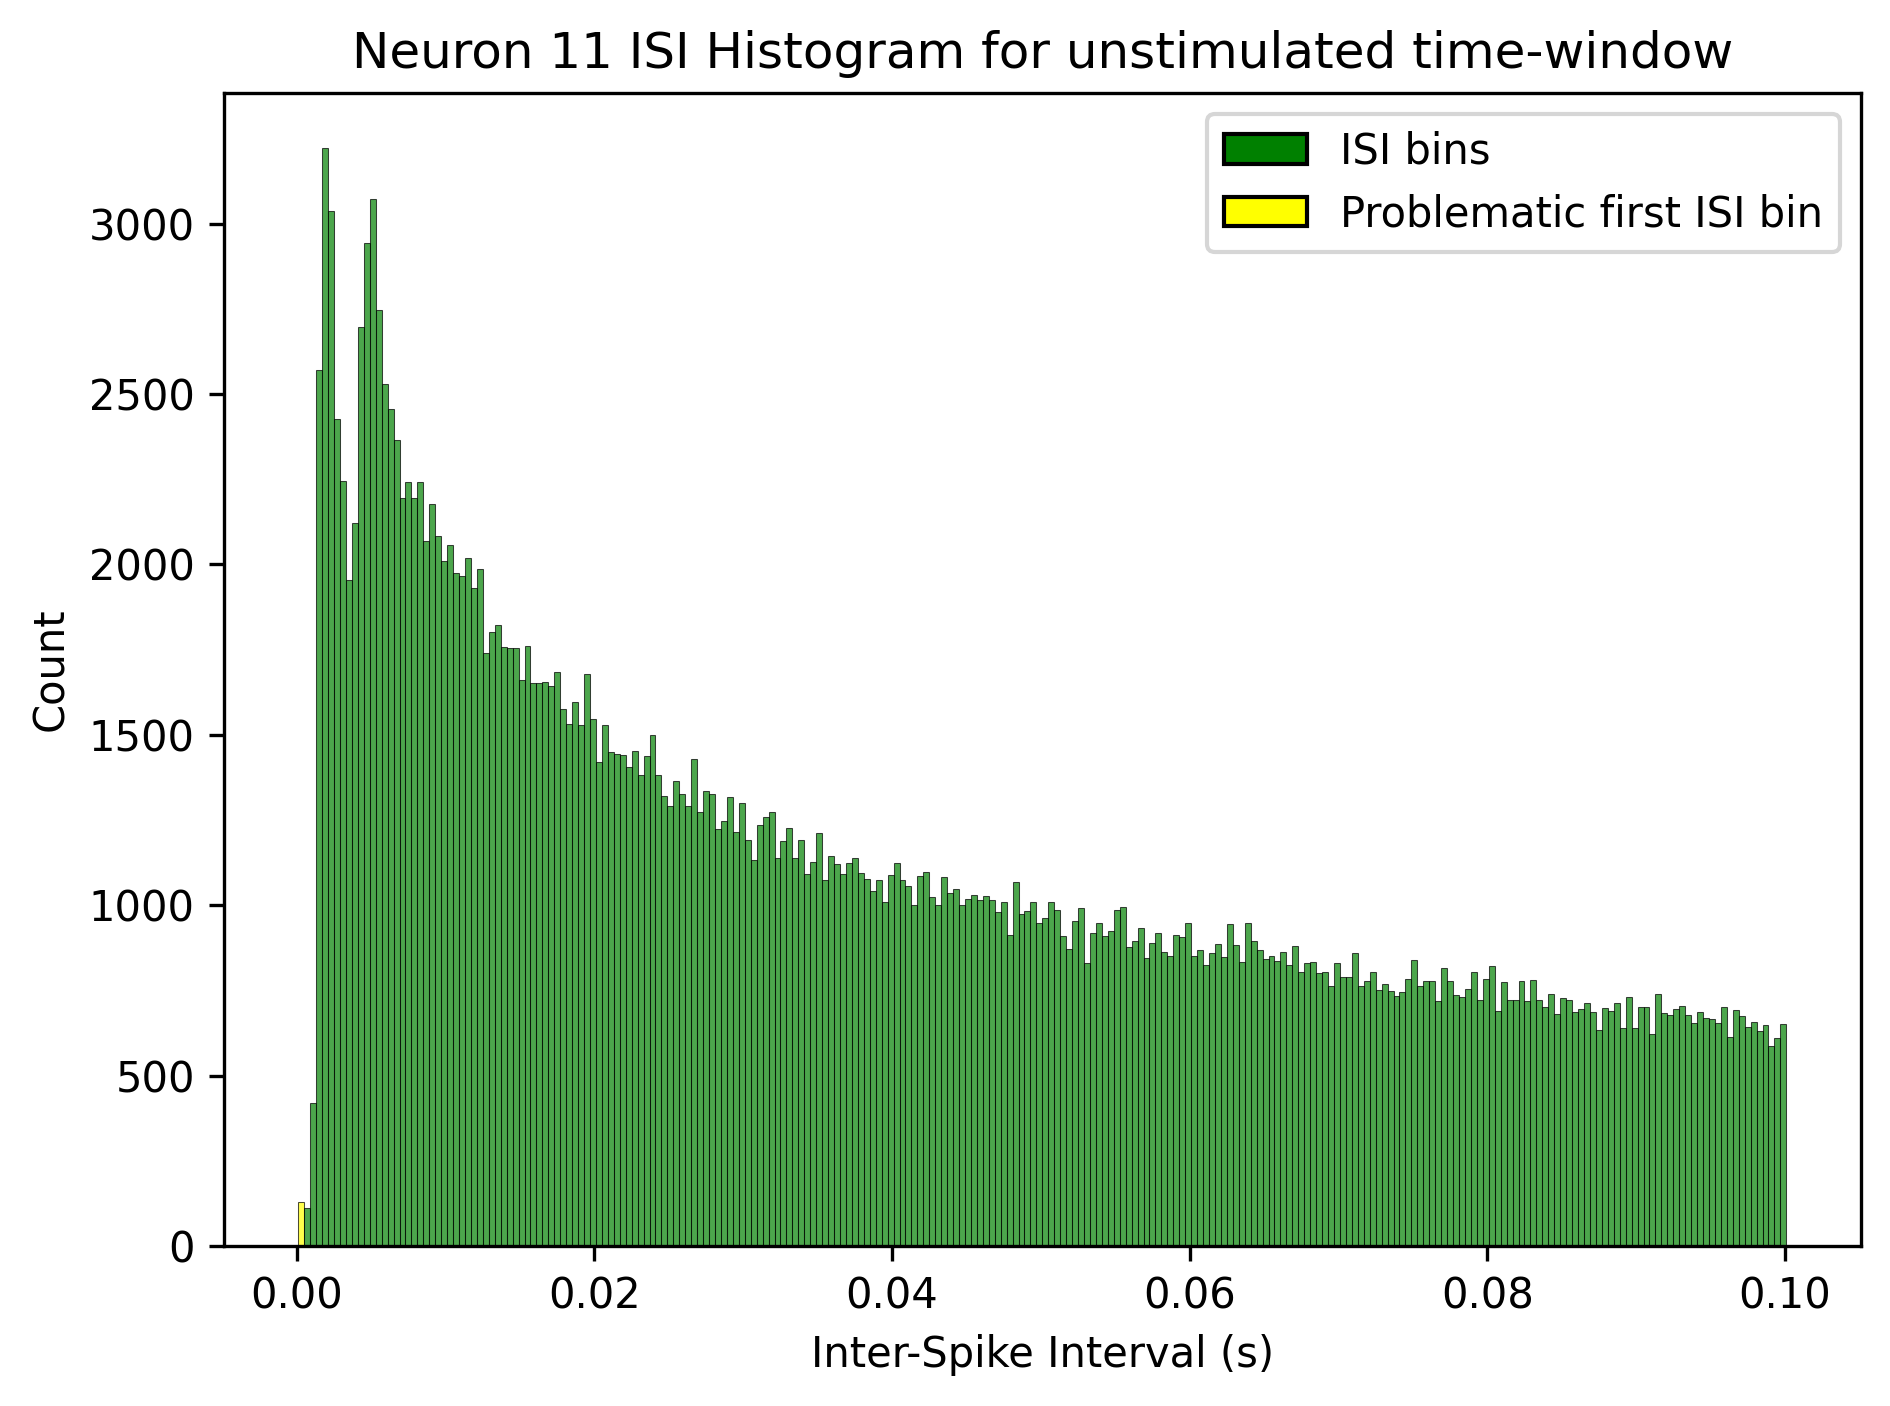 Neuron 11 ISI Histogram for unstimulated time-window
ISI bins
Problematic first ISI bin
Count
3000
2500
2000
1500
1000
500
0
0.00 0.02 0.04 0.06 0.08 0.10
Inter-Spike Interval (s)